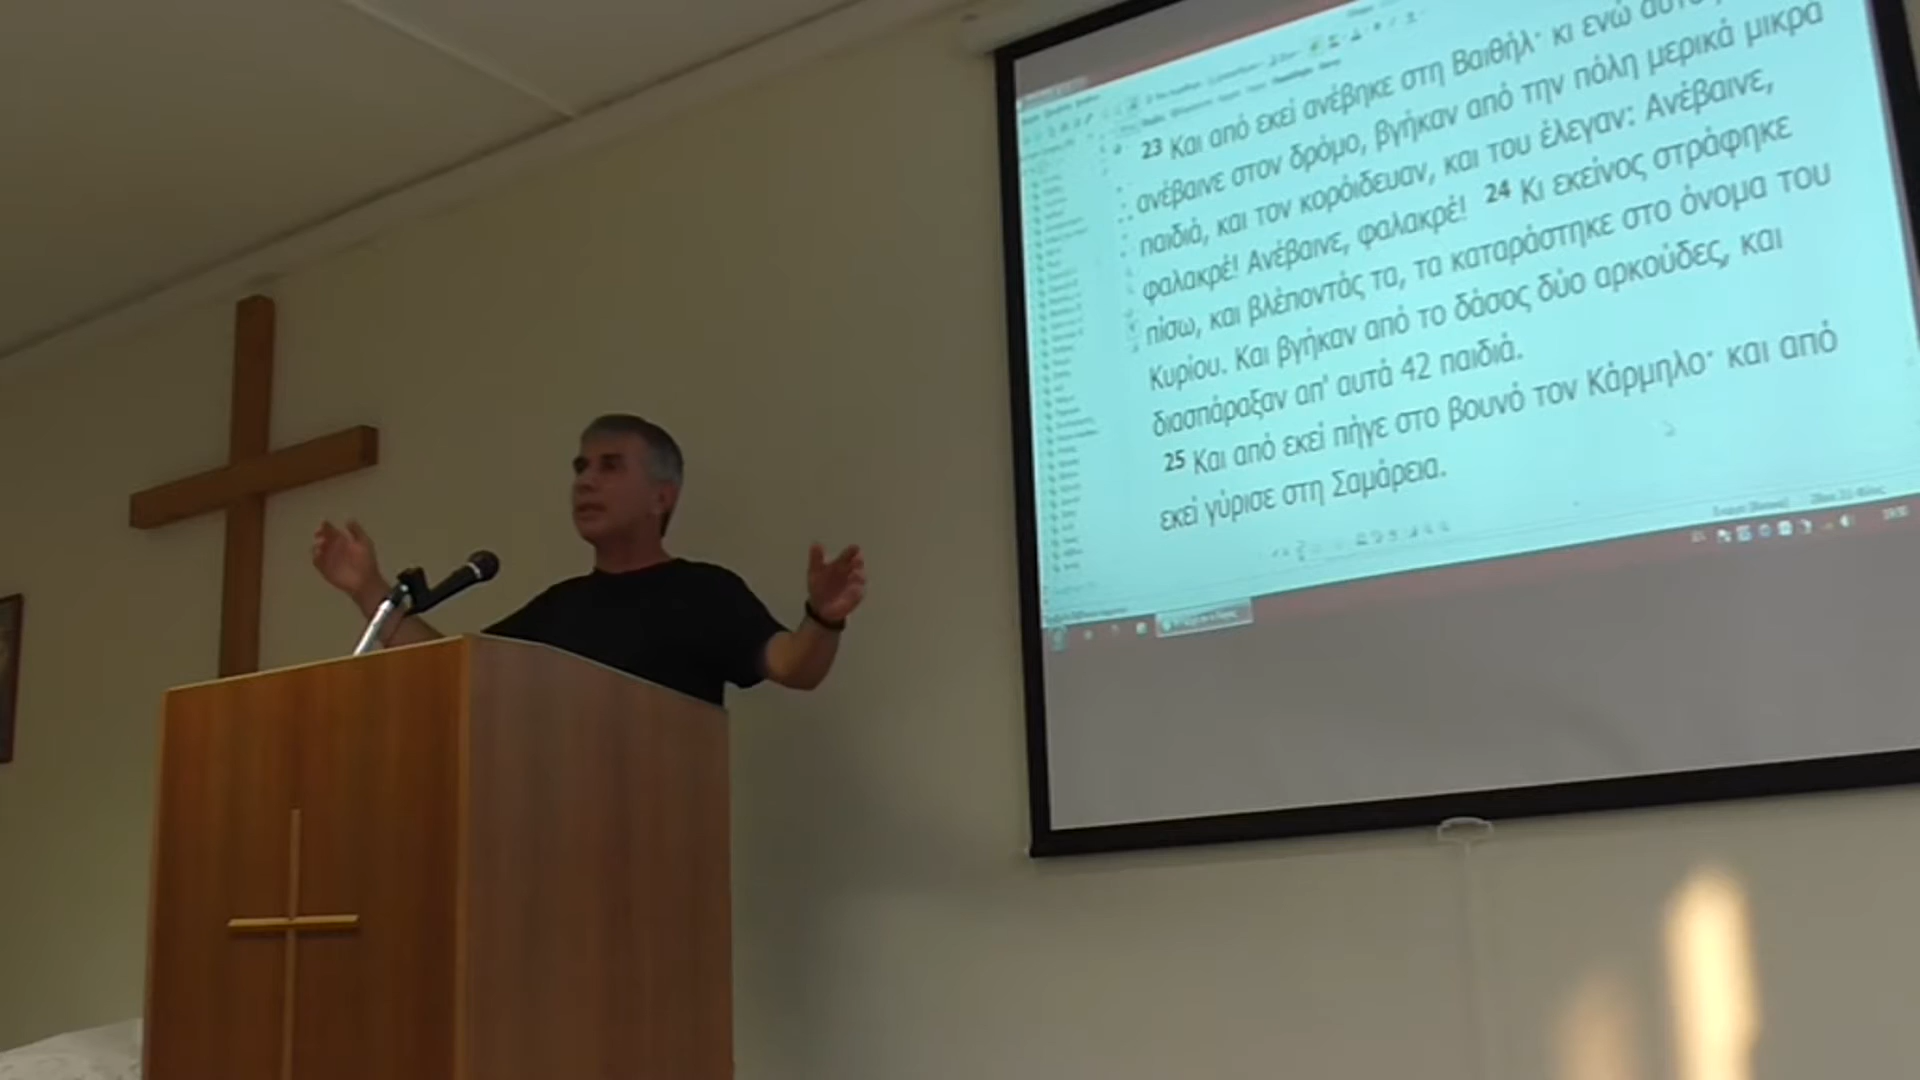 23 Και από εκεί ανέβηκε στη Βαιθήλ· κι ενώ
ανέβαινε στον δρόμο, βγήκαν από την πόλη μερικά μικρά
παιδιά, και τον κορόιδευαν, και του έλεγαν: Ανέβαινε,
φαλακρέ! Ανέβαινε, φαλακρέ! 24 Κι εκείνος στράφηκε
πίσω, και βλέποντάς τα, τα καταράστηκε στο όνομα του
Κυρίου. Και βγήκαν από το δάσος δύο αρκούδες, και
διασπάραξαν απ' αυτά 42 παιδιά.
25 Και από εκεί πήγε στο βουνό τον Κάρμηλο· και από
εκεί γύρισε στη Σαμάρεια.